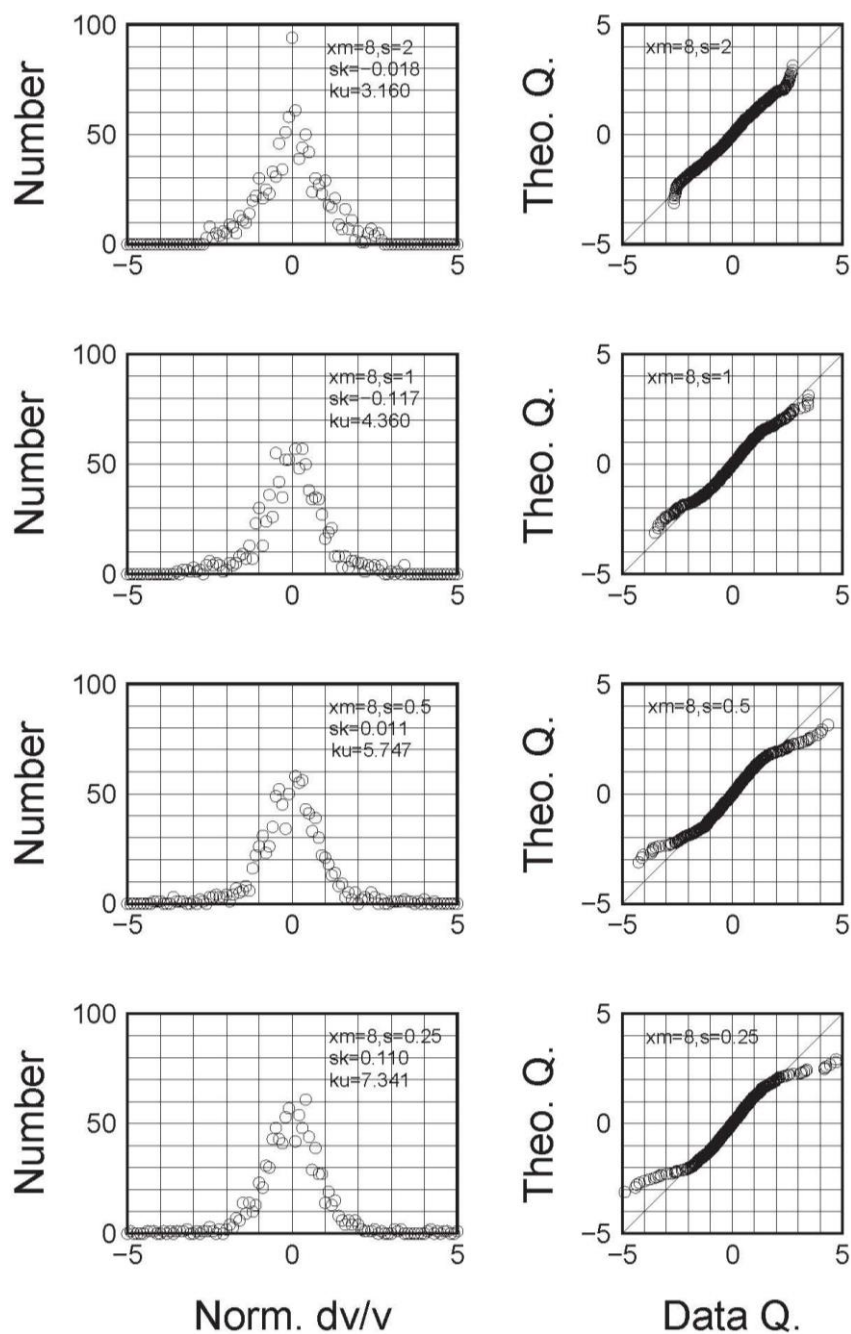 Number
100
50
0
−5
0
5
xm=8,s=2
sk=−0.018
ku=3.160
Theo. Q.
5
0
−5
−5
0
5
xm=8,s=2
Number
100
50
0
−5
0
5
xm=8,s=1
sk=−0.117
ku=4.360
Theo. Q.
5
0
−5
−5
0
5
xm=8,s=1
Number
100
50
0
−5
0
5
xm=8,s=0.5
sk=0.011
ku=5.747
Theo. Q.
5
0
−5
−5
0
5
xm=8,s=0.5
Number
100
50
0
−5
0
5
xm=8,s=0.25
sk=0.110
ku=7.341
Theo. Q.
5
0
−5
−5
0
5
xm=8,s=0.25
Norm. dv/v
Data Q.